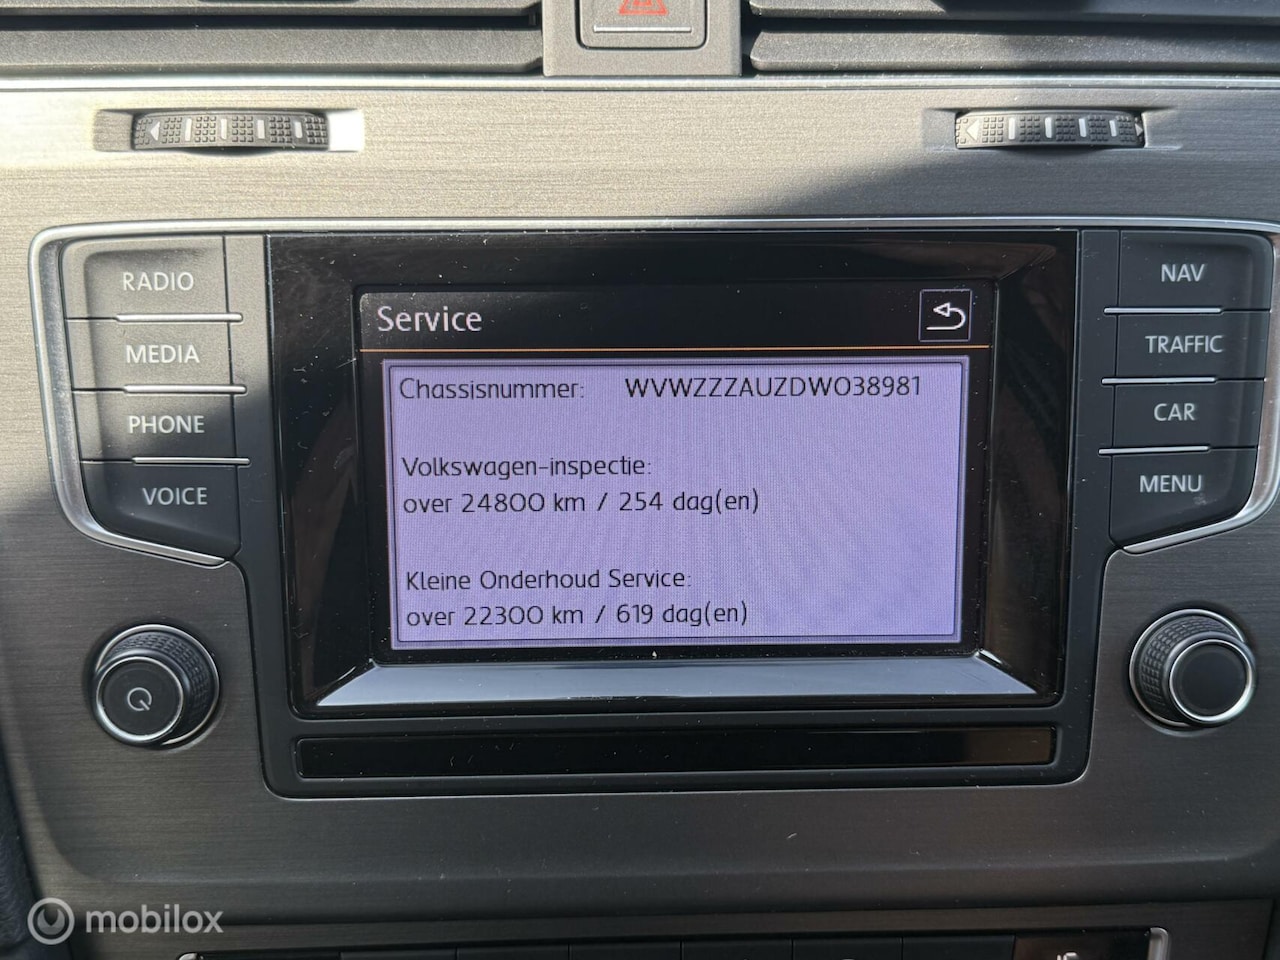 RADIO
MEDIA
PHONE
VOICE
Service
Chassisnummer: WVWZZZAUZDW038981
Volkswagen-inspectie:
over 24800 km / 254 dag(en)
Kleine Onderhoud Service:
over 22300 km / 619 dag(en)
NAV
TRAFFIC
CAR
MENU
mobilox